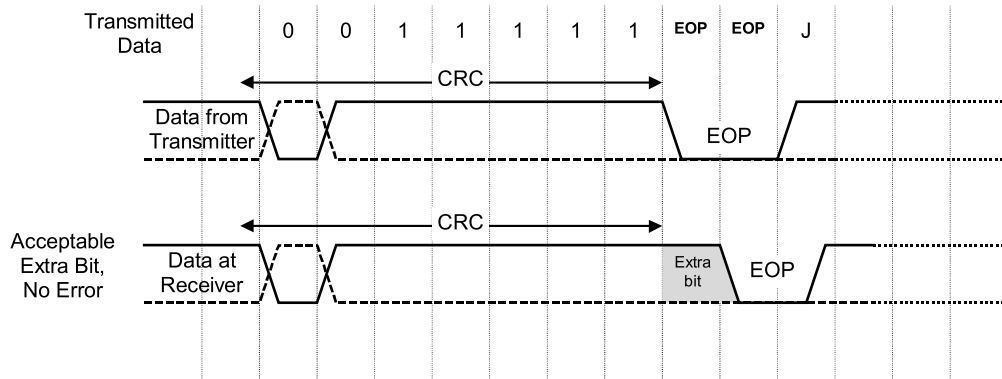 Transmitted
Data
0 0 1 1 1 1 1 EOP EOP J
CRC
Data from
Transmitter
EOP
CRC
Acceptable
Extra Bit,
No Error
Data at
Receiver
Extra
bit
EOP